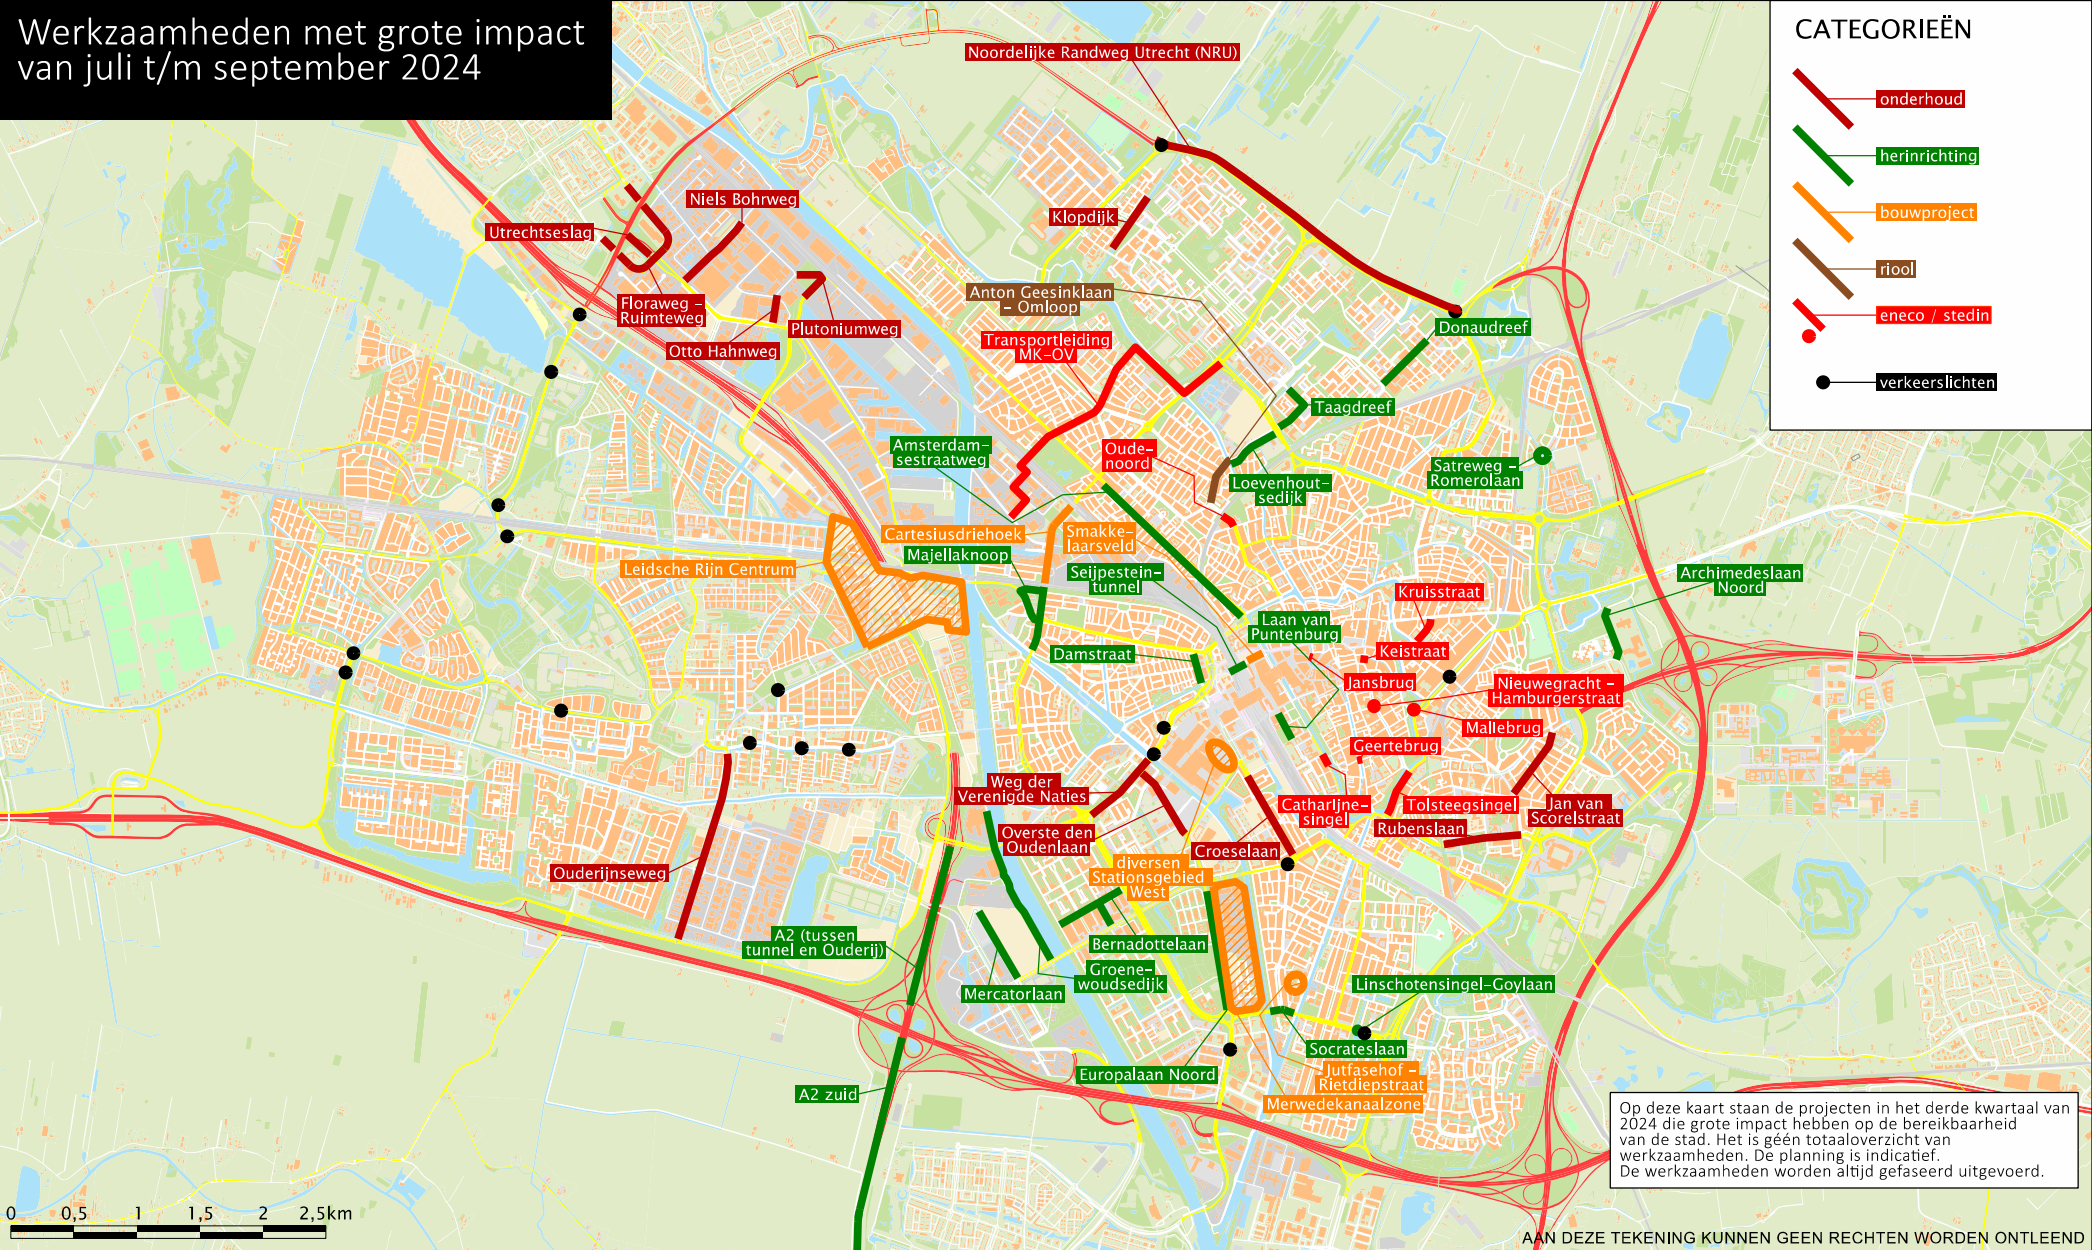 Werkzaamheden met grote impact
van juli t/m september 2024
CATEGORIEËN
onderhoud
herinrichting
bouwproject
riool
eneco / stedin
verkeerslichten
Noordelijke Randweg Utrecht (NRU)
Niels Bohrweg
Utrechtseslag
Klopdijk
Floraweg –
Ruimteweg
Plutoniumweg
Otto Hahnweg
Anton Geesinklaan
– Omloop
Transportleiding
MK-OV
Donaudreef
Taagdreef
Amsterdam–
sestraatweg
Oude–
noord
Loevenhout–
sedijk
Satreweg –
Romerolaan
Cartesiusdriehoek
Smakke–
laarsveld
Majellaknoop
Leidsche Rijn Centrum
Seijpestein–
tunnel
Archimedeslaan
Noord
Kruisstraat
Laan van
Puntenburg
Keistraat
Damstraat
Jansbrug
Nieuwegracht –
Hamburgerstraat
Mallebrug
Geertebrug
Weg der
Verenigde Naties
Catharijne–
singel
Tolsteegsingel
Jan van
Scorelstraat
Rubenslaan
Overste den
Oudenlaan
Croeselaan
diversen
Stationsgebied
West
Ouderijnseweg
A2 (tussen
tunnel en Ouderij)
Bernadottelaan
Groene–
woudsedijk
Mercatorlaan
Linschotensingel–Goylaan
Socrateslaan
Europalaan Noord
Jutfasehof –
Rietdiepstraat
Merwedekanaalzone
A2 zuid
Op deze kaart staan de projecten in het derde kwartaal van
2024 die grote impact hebben op de bereikbaarheid
van de stad. Het is géén totaaloverzicht van
werkzaamheden. De planning is indicatief.
De werkzaamheden worden altijd gefaseerd uitgevoerd.
0 0,5 1 1,5 2 2,5km
AAN DEZE TEKENING KUNNEN GEEN RECHTEN WORDEN ONTLEEND